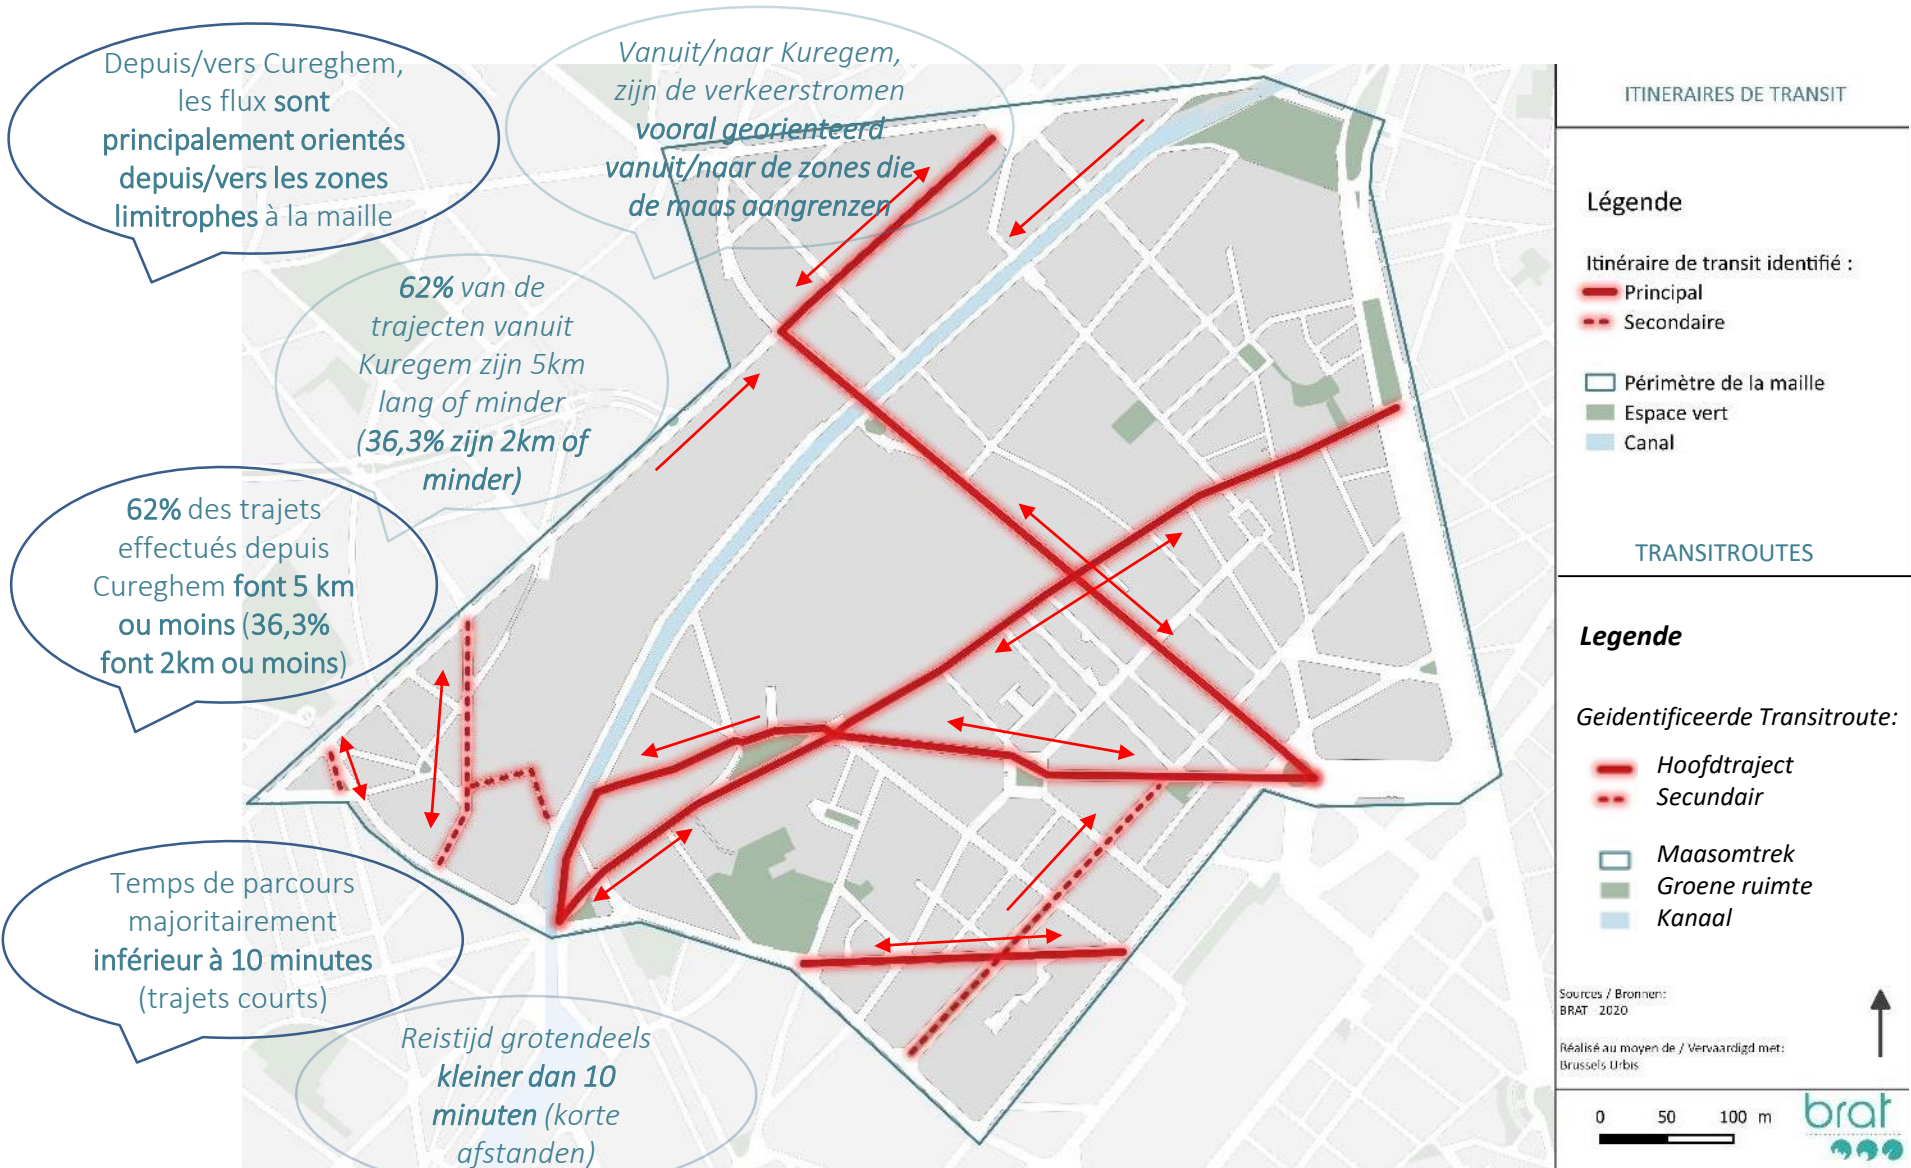 Depuis/vers Cureghem,
les flux sont
principalement orientés
depuis/vers les zones
limitrophes à la maille
Vanuit/naar Kuregem,
zijn de verkeerstromen
vooral georienteerd
vanuit/naar de zones die
de maas aangrenzen
62% van de
trajecten vanuit
Kuregem zijn 5km
lang of minder
(36,3% zijn 2km of
minder)
62% des trajets
effectués depuis
Cureghem font 5 km
ou moins (36,3%
font 2km ou moins)
Temps de parcours
majoritairement
inférieur à 10 minutes
(trajets courts)
Reistijd grotendeels
kleiner dan 10
minuten (korte
afstanden)
ITINERAIRES DE TRANSIT
Légende
Itinéraire de transit identifié :
Principal
Secondaire
Périmètre de la maille
Espace vert
Canal
TRANSITROUTES
Legende
Geidentificeerde Transitroute:
Hoofdtraject
Secundair
Maasomtrek
Groene ruimte
Kanaal
Sources / Bronnen:
BRAT 2020
Réalisé au moyen de / Vervaardigd met:
Brussels Urbis
0 50 100 m
brat